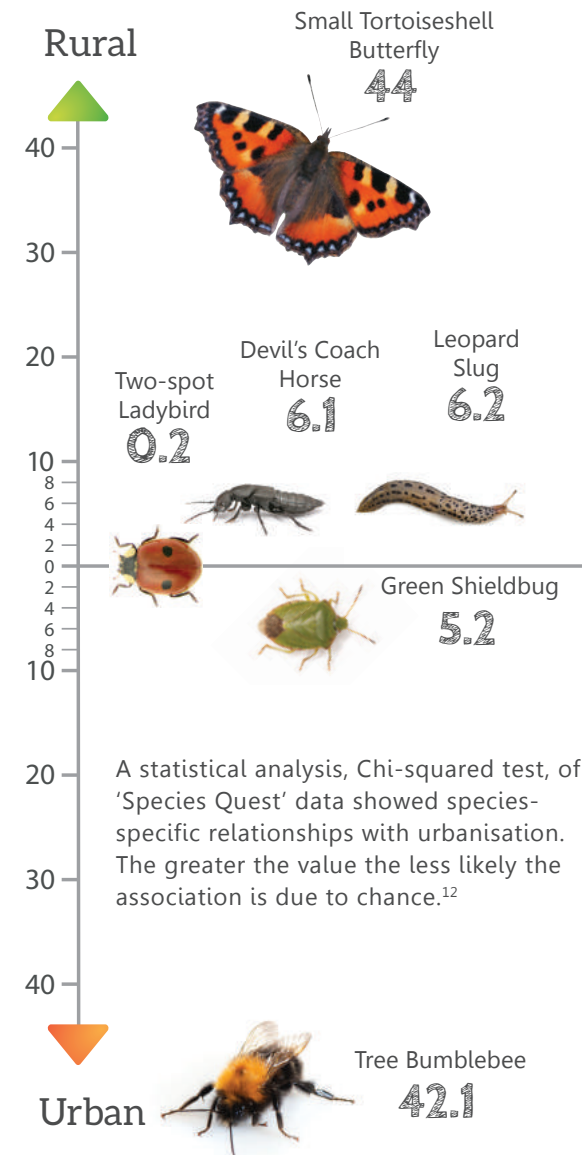 Rural
Small Tortoiseshell
Butterfly
44
40
30
20
Two-spot
Ladybird
0.2
Devil's Coach
Horse
6.1
Leopard
Slug
6.2
10
8
6
4
2
0
2
4
6
8
10
Green Shieldbug
5.2
20
A statistical analysis, Chi-squared test, of
‘Species Quest’ data showed species-
specific relationships with urbanisation.
The greater the value the less likely the
association is due to chance.12
30
40
Urban
Tree Bumblebee
42.1